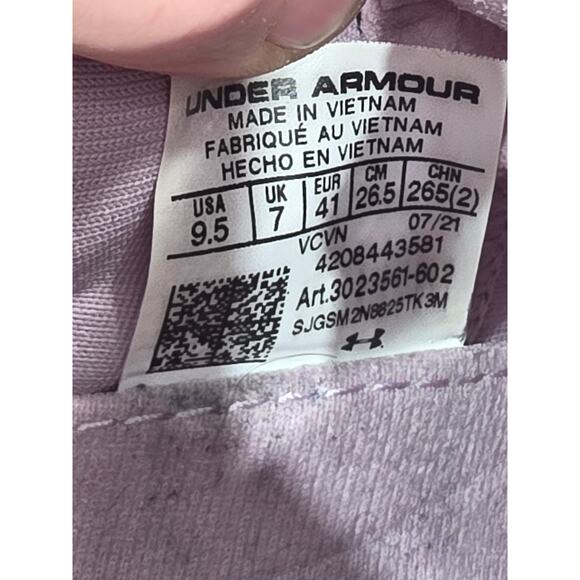 UNDER ARMOUR
MADE IN VIETNAM
FABRIQUÉ AU VIETNAM
HECHO EN VIETNAM
USA UK EUR CM CHN
9.5 7 41 26.5 265(2)
07/21
VCVN
4208443581
Art.3023561-602
SJGSM2N8825TK3M